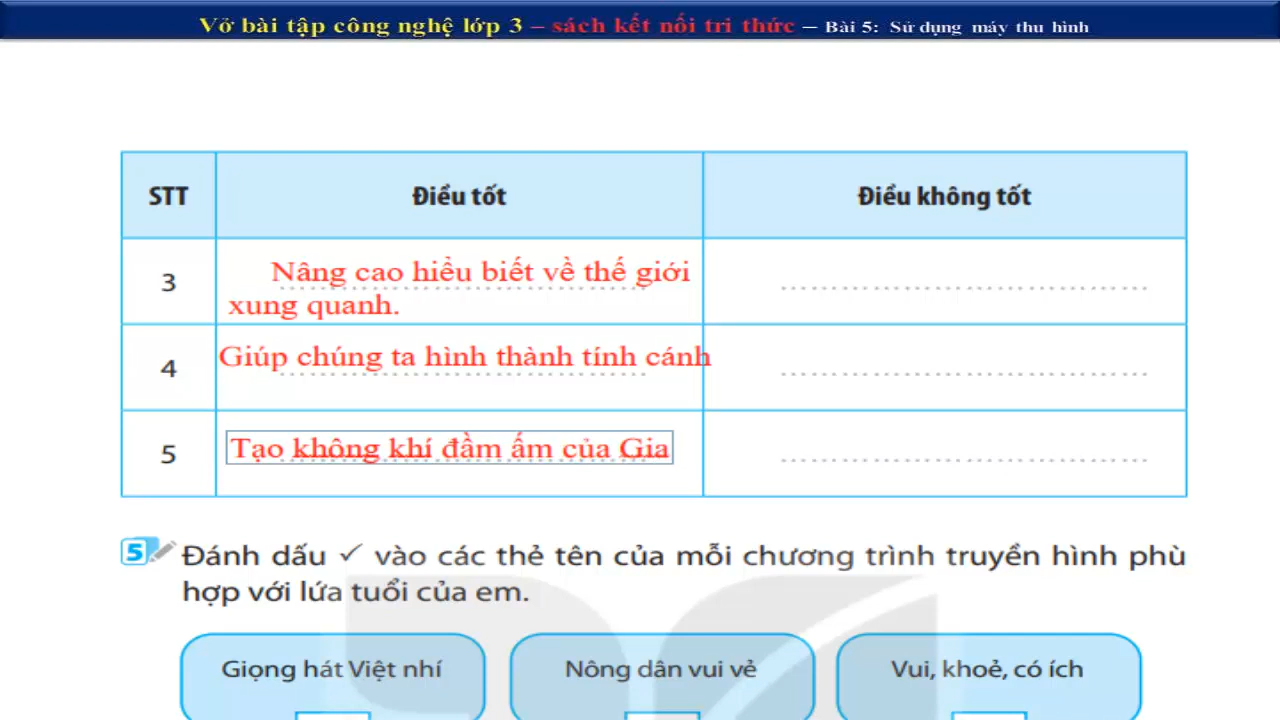 Vở bài tập công nghệ lớp 3 – sách kết nối tri thức – Bài 5: Sử dụng máy thu hình
STT Điều tốt Điều không tốt
3 Nâng cao hiểu biết về thế giới
xung quanh.
4 Giúp chúng ta hình thành tính cánh
5 Tạo không khí đầm ấm của Gia
5 Đánh dấu ✓ vào các thẻ tên của mỗi chương trình truyền hình phù
hợp với lứa tuổi của em.
Giọng hát Việt nhí Nông dân vui vẻ Vui, khoẻ, có ích